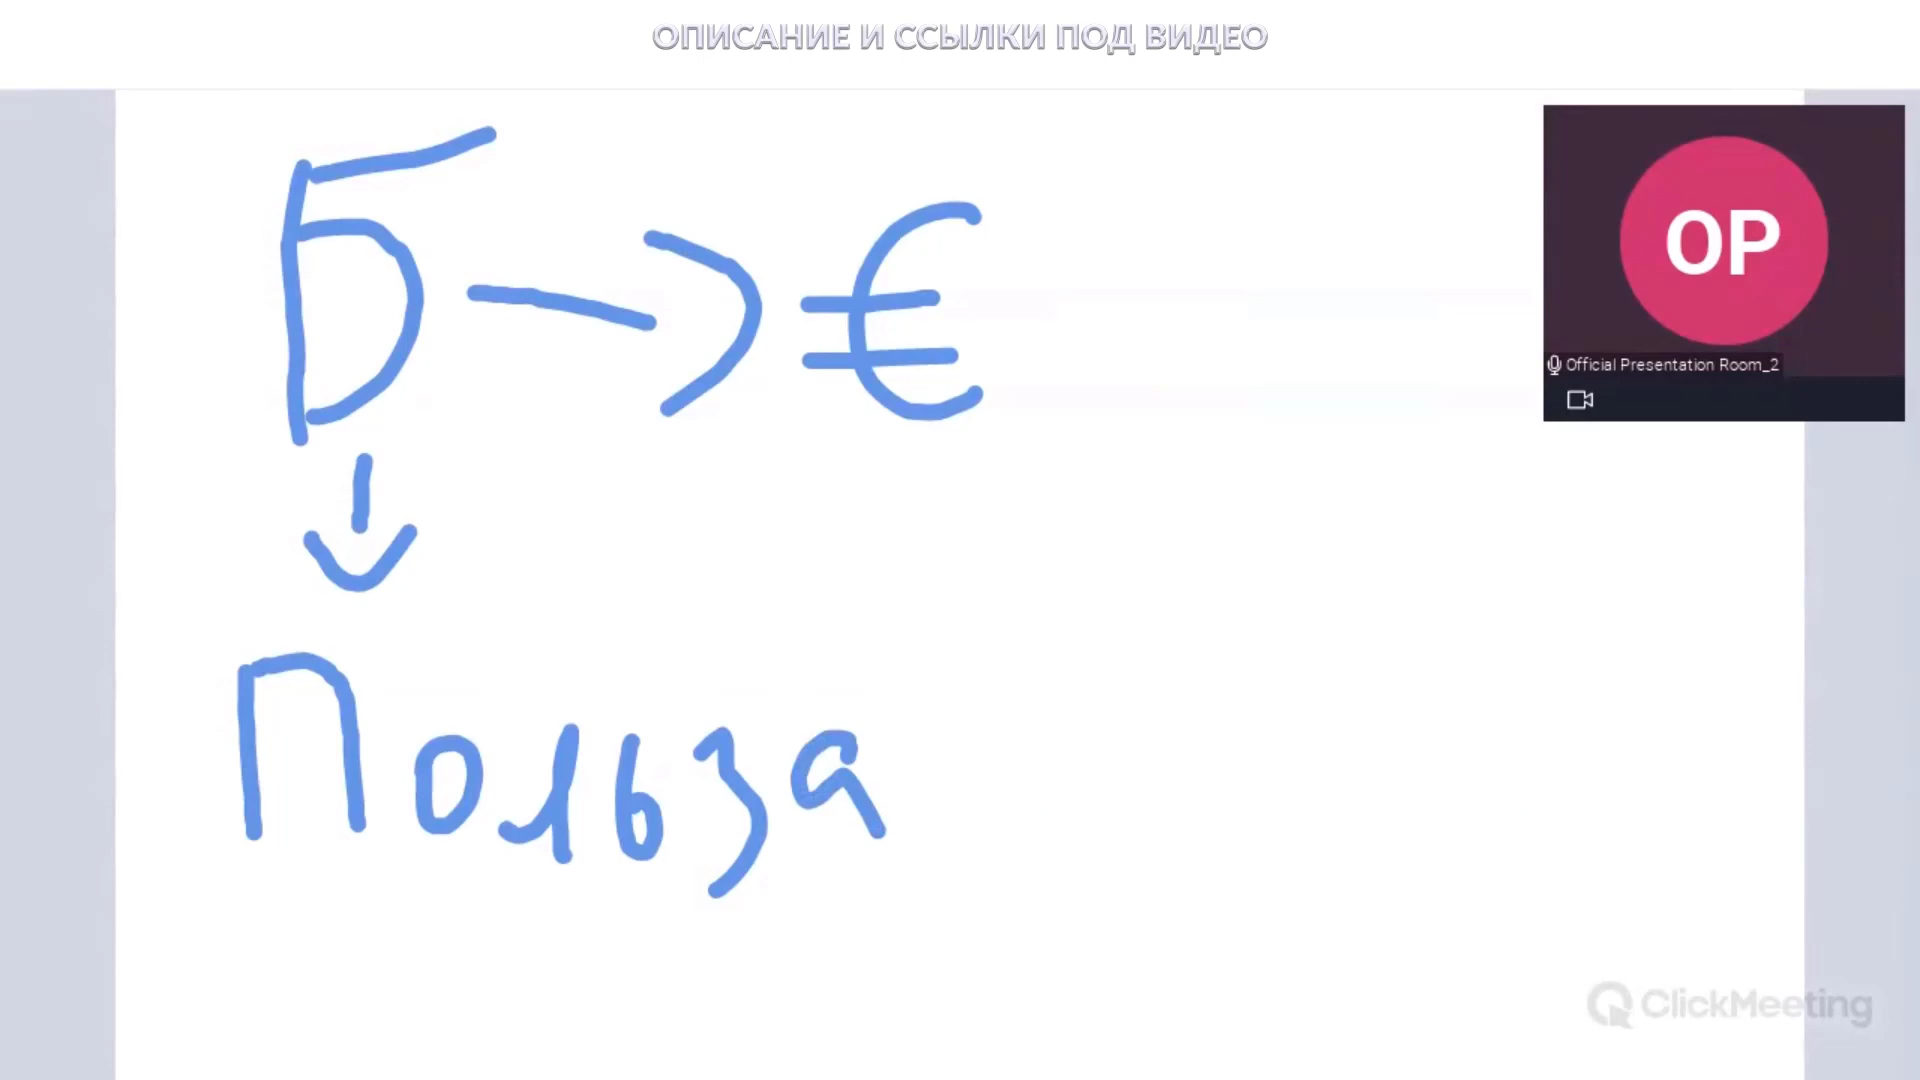 ОПИСАНИЕ И ССЫЛКИ ПОД ВИДЕО
Б → €
OP
Official Presentation Room_2
Польза
ClickMeeting